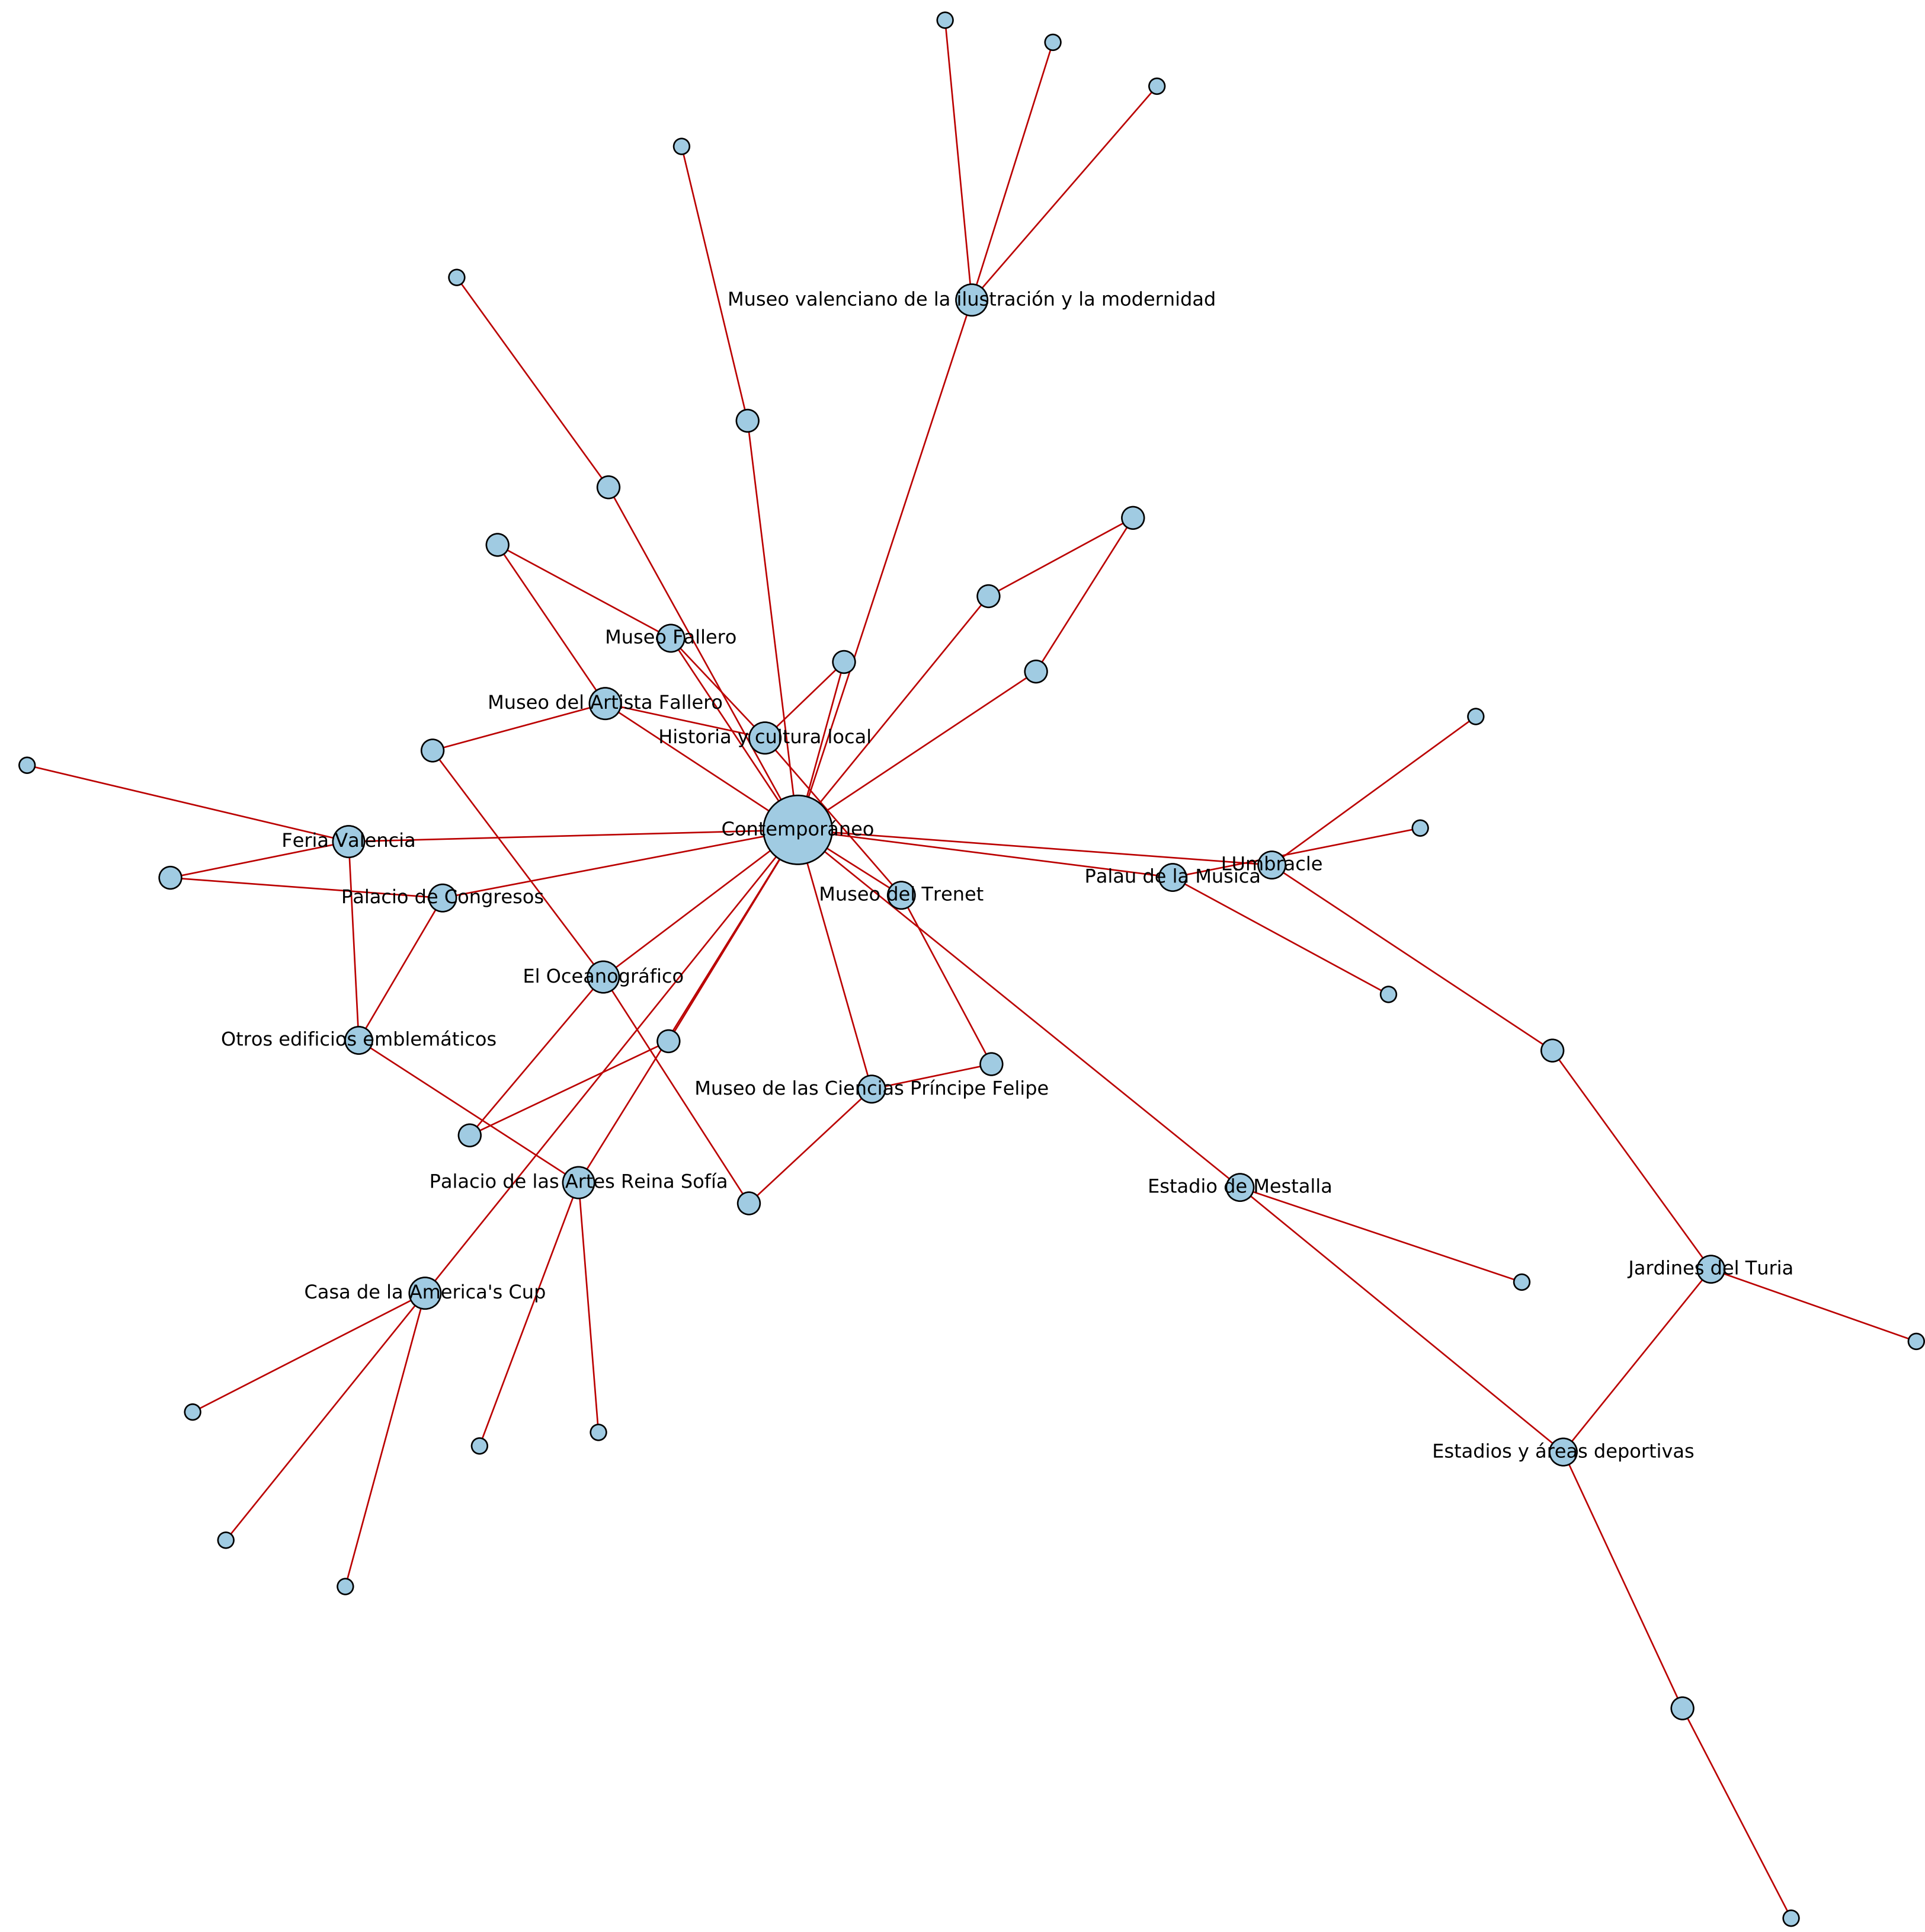 Museo valenciano de la ilustración y la modernidad
Museo Fallero
Museo del Artista Fallero
Historia y cultura local
Contemporáneo
Feria Valencia
LUmbracle
Palau de la Música
Museo del Trenet
Palacio de Congresos
El Oceanográfico
Otros edificios emblemáticos
Museo de las Ciencias Príncipe Felipe
Palacio de las Artes Reina Sofía
Estadio de Mestalla
Jardines del Turia
Casa de la America's Cup
Estadios y áreas deportivas